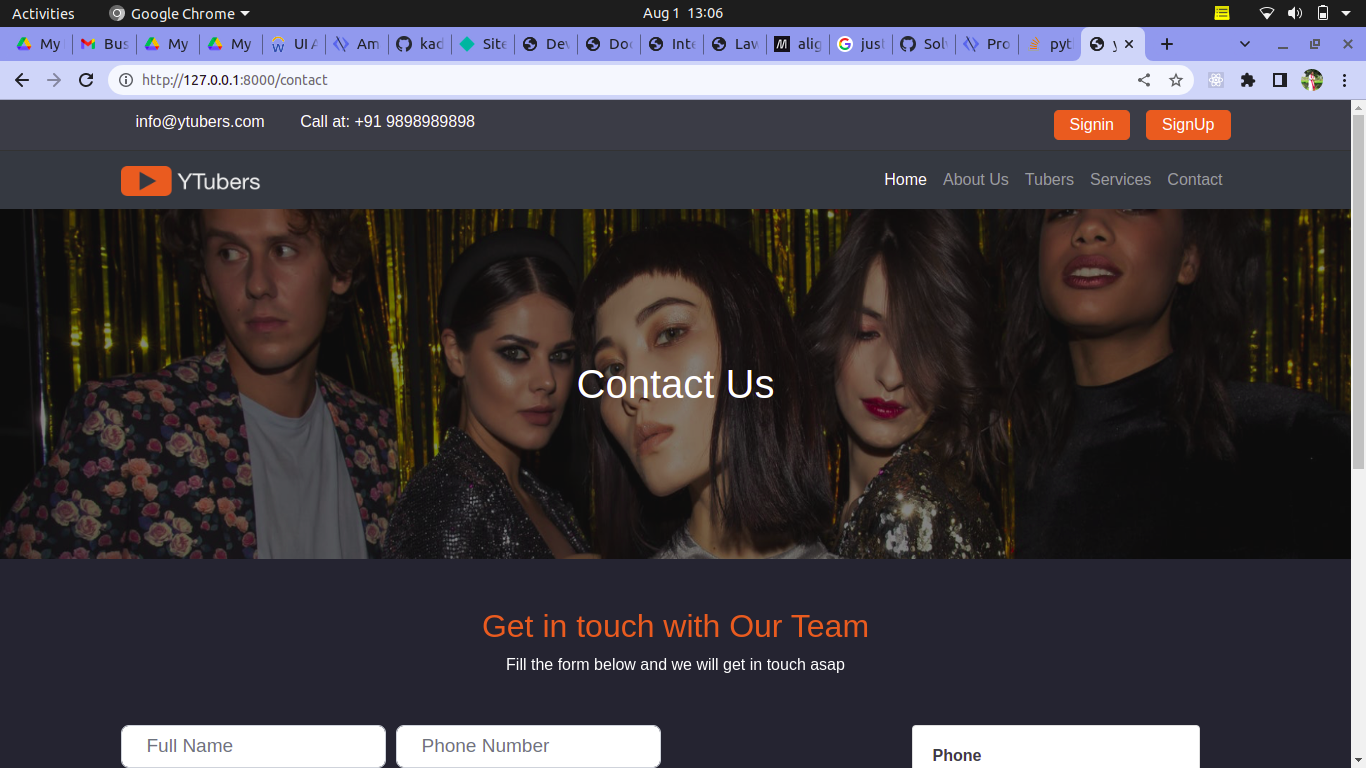 Activities Google Chrome Aug 1 13:06
My Bus My My UI A Am kad Site Dev Doc Inte Law alig just Solv Pro pyt y
http://127.0.0.1:8000/contact
info@ytubers.com Call at: +91 9898989898 Signin SignUp
YTubers Home About Us Tubers Services Contact
Contact Us
Get in touch with Our Team
Fill the form below and we will get in touch asap
Full Name Phone Number
Phone